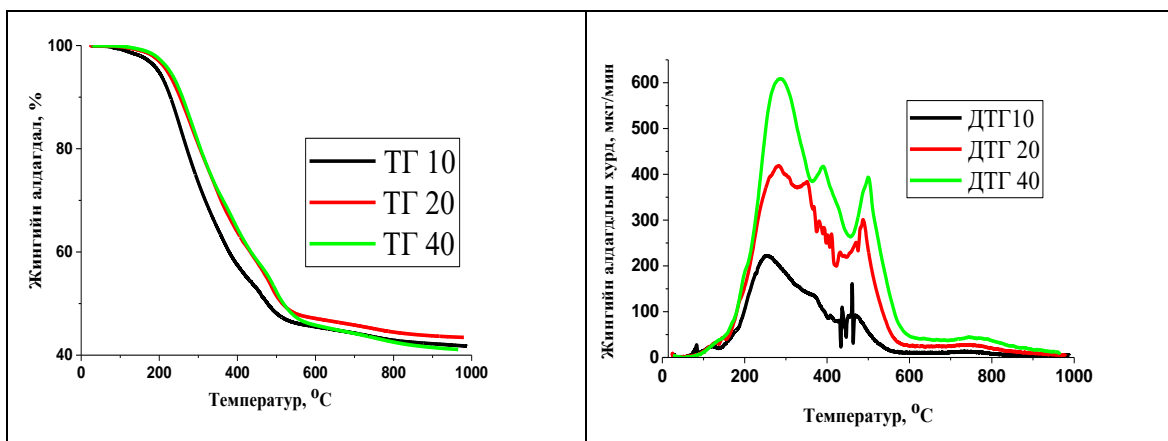 100
80
60
40
0
200
400
600
800
1000
Жингийн алдагдал, %
Температур, ⁰C
ТГ 10
ТГ 20
ТГ 40
600
500
400
300
200
100
0
0
200
400
600
800
1000
Жингийн алдагдлын хурд, мкг/мин
Температур, ⁰C
ДТГ10
ДТГ 20
ДТГ 40